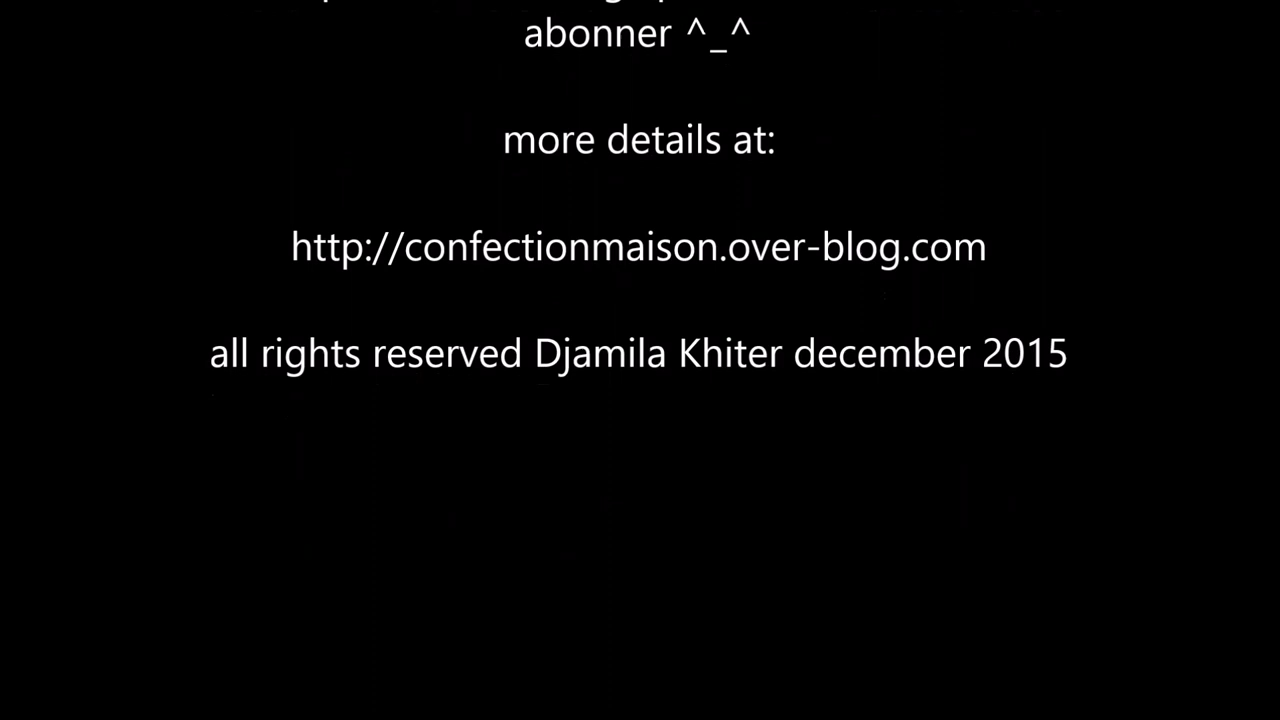 abonner ^_^
more details at:
http://confectionmaison.over-blog.com
all rights reserved Djamila Khiter december 2015